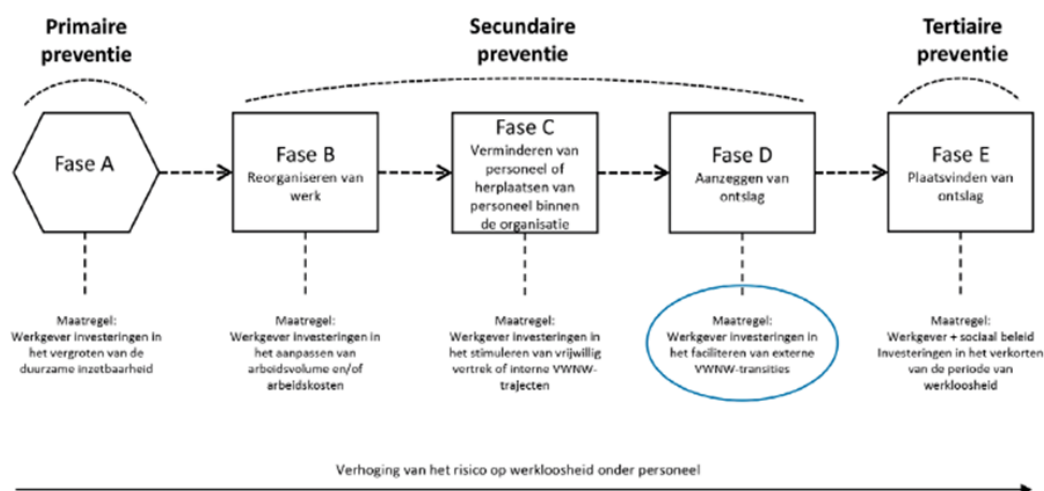 Primaire
preventie
Secundaire
preventie
Tertiaire
preventie
Fase A
Fase B
Reorganiseren van
werk
Fase C
Verminderen van
personeel of
herplaatsen van
personeel binnen
de organisatie
Fase D
Aanzeggen van
ontslag
Fase E
Plaatsvinden van
ontslag
Maatregel:
Werkgever investeringen in
het vergroten van de
duurzame inzetbaarheid
Maatregel:
Werkgever investeringen in
het aanpassen van
arbeidsvolume en/of
arbeidskosten
Maatregel:
Werkgever investeringen in
het stimuleren van vrijwillig
vertrek of interne VWNW-
trajecten
Maatregel:
Werkgever investeringen in
het faciliteren van externe
VWNW-transities
Maatregel:
Werkgever + sociaal beleid
Investeringen in het verkorten
van de periode van
werkloosheid
Verhoging van het risico op werkloosheid onder personeel